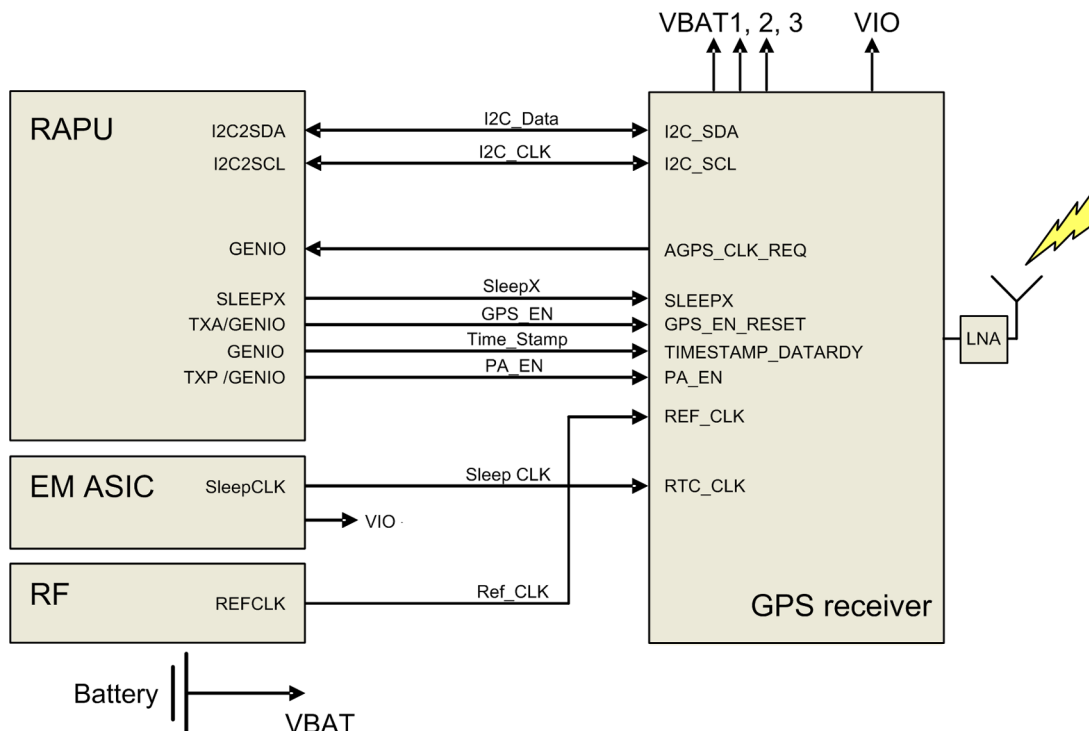 VBAT1, 2, 3 VIO
RAPU
I2C2SDA I2C_Data I2C_SDA
I2C2SCL I2C_CLK I2C_SCL
GENIO AGPS_CLK_REQ
SLEEPX SleepX SLEEPX
TXA/GENIO GPS_EN GPS_EN_RESET
GENIO Time_Stamp TIMESTAMP_DATARDY
TXP /GENIO PA_EN PA_EN
LNA
REF_CLK
EM ASIC
SleepCLK Sleep CLK RTC_CLK
VIO
RF
REFCLK Ref_CLK
GPS receiver
Battery
VBAT